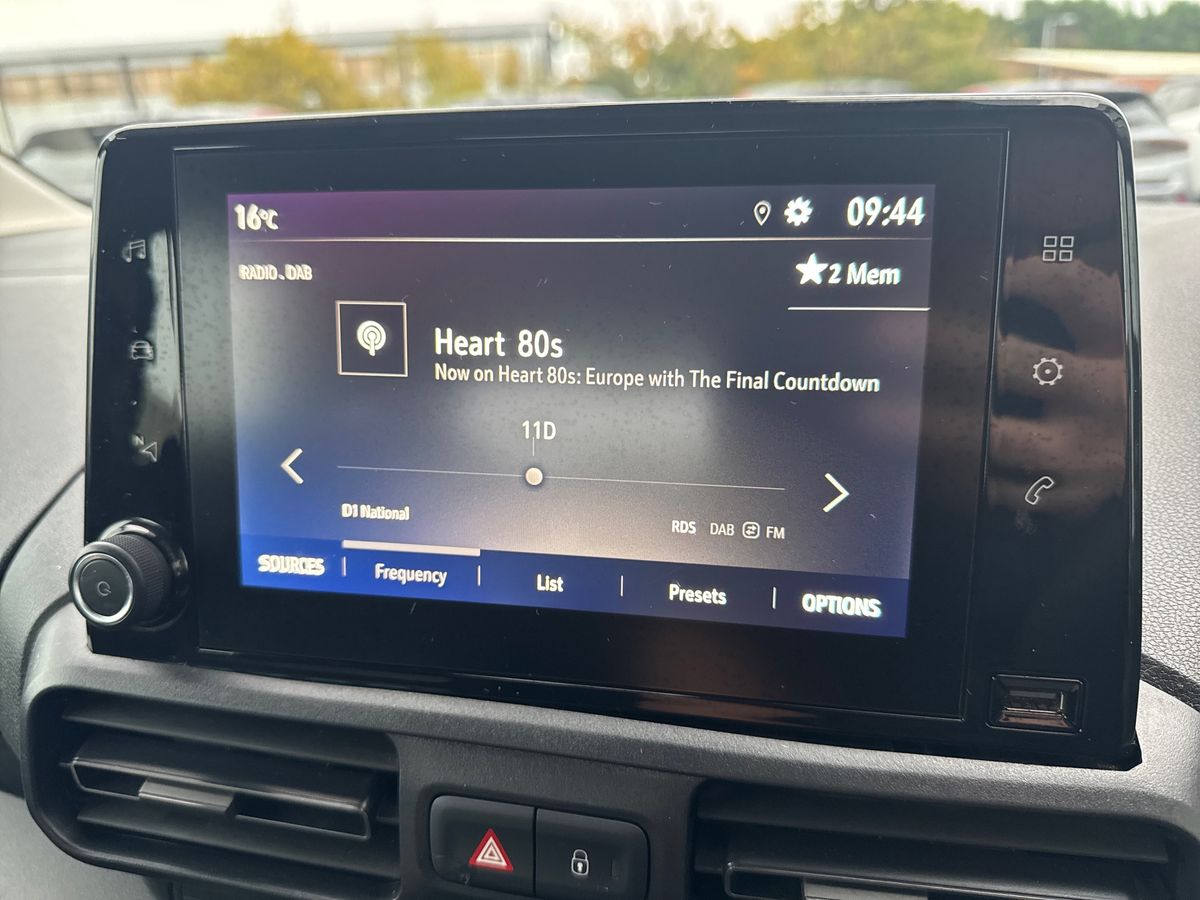 16°C 09:44
RADIO . DAB
2 Mem
Heart 80s
Now on Heart 80s: Europe with The Final Countdown
11D
D1 National
RDS DAB FM
SOURCES Frequency List Presets OPTIONS
N